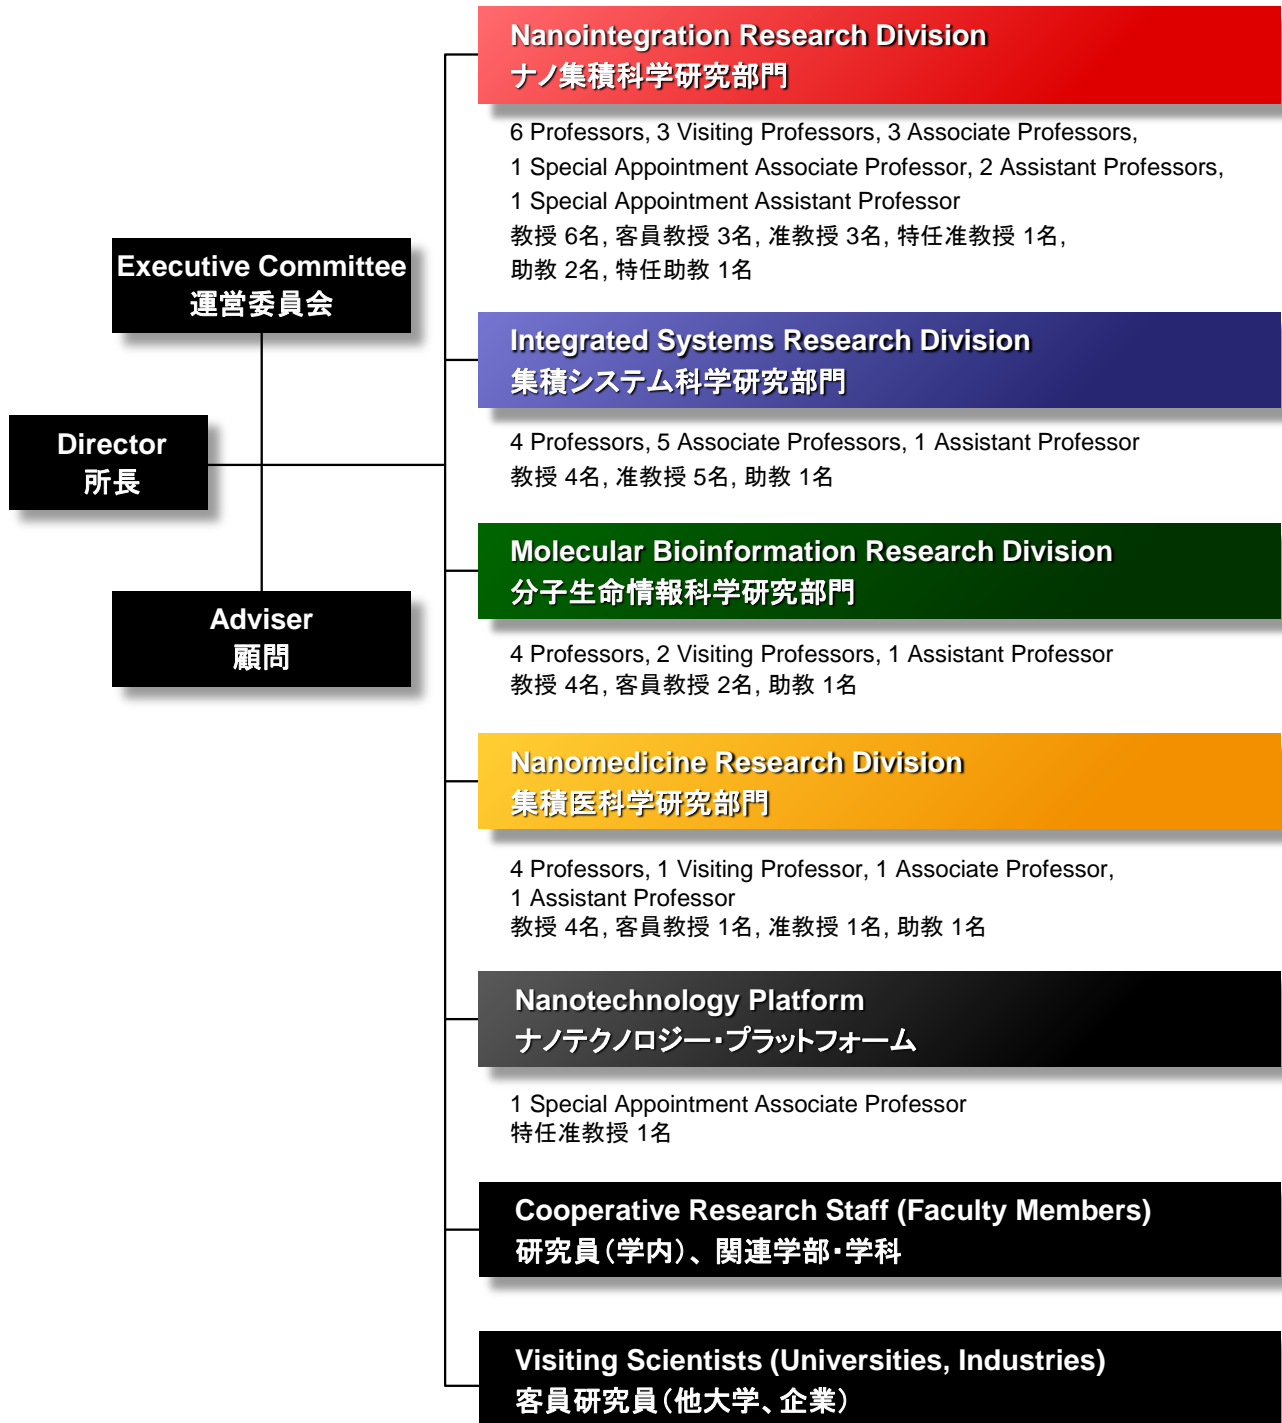 Nanointegration Research Division
ナノ集積科学研究部門
6 Professors, 3 Visiting Professors, 3 Associate Professors,
1 Special Appointment Associate Professor, 2 Assistant Professors,
1 Special Appointment Assistant Professor
教授 6名, 客員教授 3名, 准教授 3名, 特任准教授 1名,
助教 2名, 特任助教 1名
Executive Committee
運営委員会
Integrated Systems Research Division
集積システム科学研究部門
4 Professors, 5 Associate Professors, 1 Assistant Professor
教授 4名, 准教授 5名, 助教 1名
Director
所長
Molecular Bioinformation Research Division
分子生命情報科学研究部門
4 Professors, 2 Visiting Professors, 1 Assistant Professor
教授 4名, 客員教授 2名, 助教 1名
Adviser
顧問
Nanomedicine Research Division
集積医科学研究部門
4 Professors, 1 Visiting Professor, 1 Associate Professor,
1 Assistant Professor
教授 4名, 客員教授 1名, 准教授 1名, 助教 1名
Nanotechnology Platform
ナノテクノロジー・プラットフォーム
1 Special Appointment Associate Professor
特任准教授 1名
Cooperative Research Staff (Faculty Members)
研究員（学内）、関連学部・学科
Visiting Scientists (Universities, Industries)
客員研究員（他大学、企業）